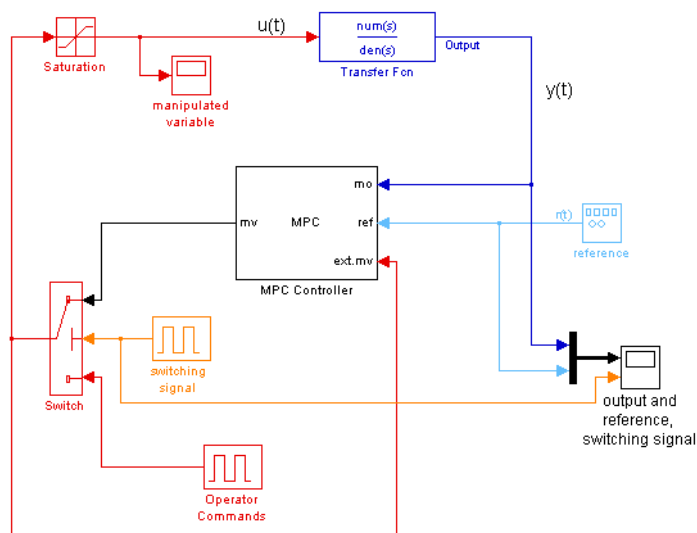 u(t)
num(s)
den(s)
Output
Saturation
Transfer Fcn
manipulated
variable
y(t)
mo
mv
MPC
ref
r(t)
reference
ext.mv
MPC Controller
switching
signal
Switch
output and
reference,
switching signal
Operator
Commands